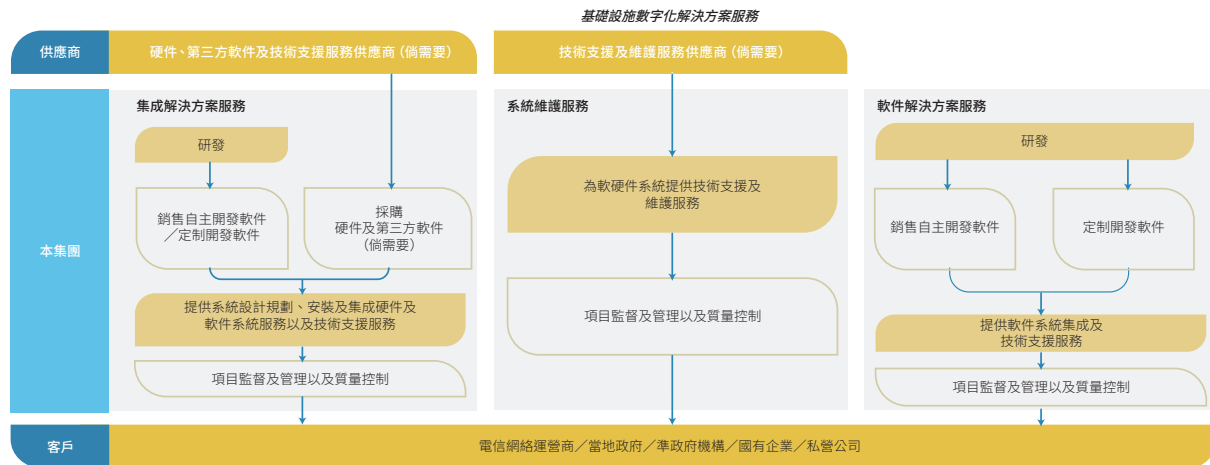 基礎設施數字化解決方案服務
供應商
硬件、第三方軟件及技術支援服務供應商（倘需要）
技術支援及維護服務供應商（倘需要）
本集團
集成解決方案服務
研發
銷售自主開發軟件
／定制開發軟件
採購
硬件及第三方軟件
（倘需要）
提供系統設計規劃、安裝及集成硬件及
軟件系統服務以及技術支援服務
項目監督及管理以及質量控制
系統維護服務
為軟硬件系統提供技術支援及
維護服務
項目監督及管理以及質量控制
軟件解決方案服務
研發
銷售自主開發軟件
定制開發軟件
提供軟件系統集成及
技術支援服務
項目監督及管理以及質量控制
客戶
電信網絡運營商／當地政府／準政府機構／國有企業／私營公司